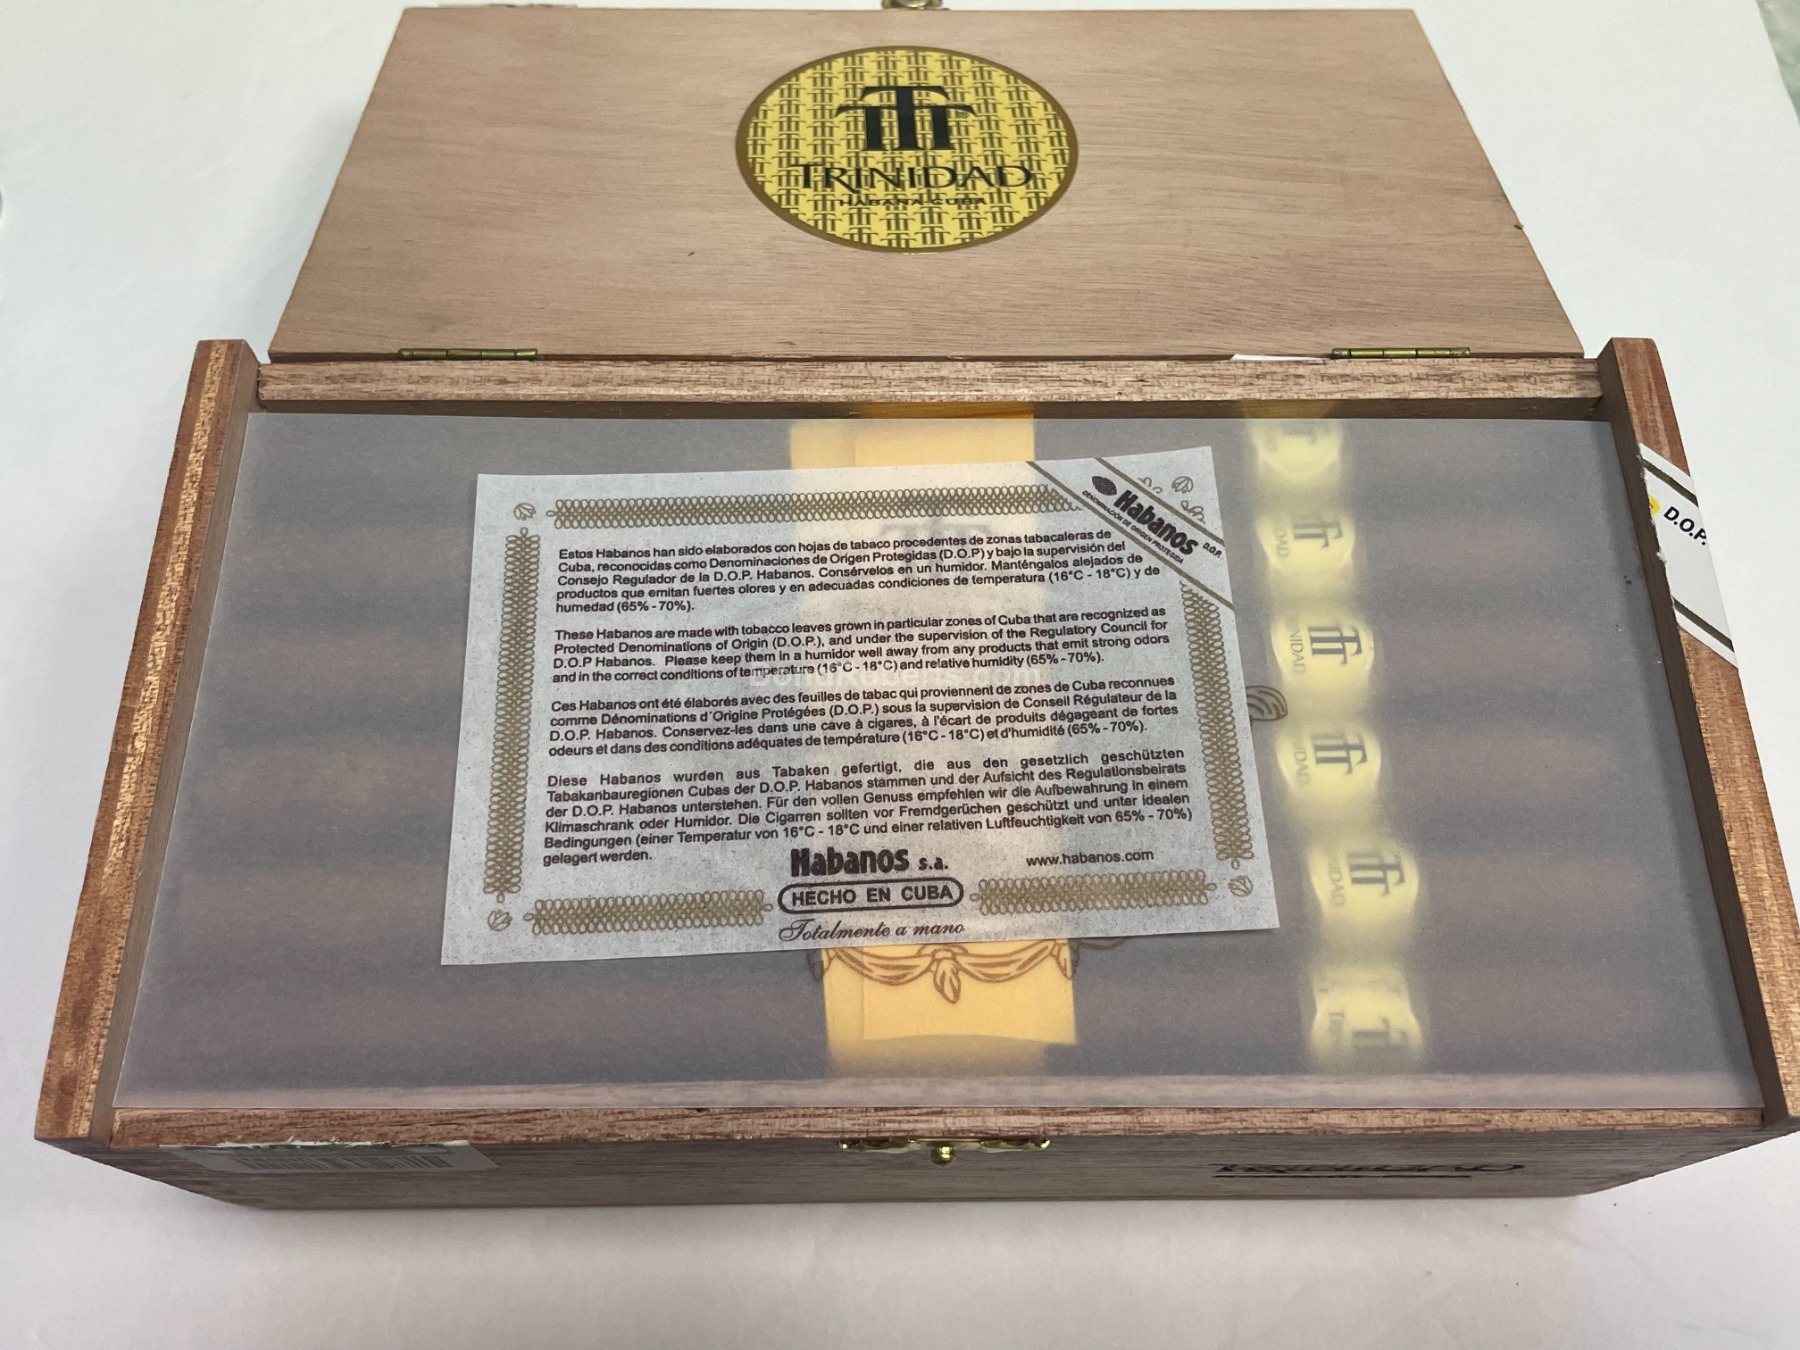 TRINIDAD
HABANA-CUBA
Habanos D.O.P.
DENOMINACIÓN DE ORIGEN PROTEGIDA
D.O.P.
Estos Habanos han sido elaborados con hojas de tabaco procedentes de zonas tabacaleras de
Cuba, reconocidas como Denominaciones de Origen Protegidas (D.O.P) y bajo la supervisión del
Consejo Regulador de la D.O.P. Habanos. Consérvelos en un humidor. Manténgalos alejados de
productos que emitan fuertes olores y en adecuadas condiciones de temperatura (16°C - 18°C) y de
humedad (65% - 70%).
These Habanos are made with tobacco leaves grown in particular zones of Cuba that are recognized as
Protected Denominations of Origin (D.O.P.), and under the supervision of the Regulatory Council for
D.O.P Habanos. Please keep them in a humidor well away from any products that emit strong odors
and in the correct conditions of temperature (16°C - 18°C) and relative humidity (65% - 70%).
Ces Habanos ont été élaborés avec des feuilles de tabac qui proviennent de zones de Cuba reconnues
comme Dénominations d'Origine Protégées (D.O.P.) sous la supervision de Conseil Régulateur de la
D.O.P. Habanos. Conservez-les dans une cave à cigares, à l'écart de produits dégageant de fortes
odeurs et dans des conditions adéquates de température (16°C - 18°C) et d'humidité (65% - 70%).
Diese Habanos wurden aus Tabaken gefertigt, die aus den gesetzlich geschützten
Tabakanbauregionen Cubas der D.O.P. Habanos stammen und der Aufsicht des Regulationsbeirats
der D.O.P. Habanos unterstehen. Für den vollen Genuss empfehlen wir die Aufbewahrung in einem
Klimaschrank oder Humidor. Die Cigarren sollten vor Fremdgerüchen geschützt und unter idealen
Bedingungen (einer Temperatur von 16°C - 18°C und einer relativen Luftfeuchtigkeit von 65% - 70%)
gelagert werden.
Habanos s.a.
www.habanos.com
HECHO EN CUBA
Totalmente a mano